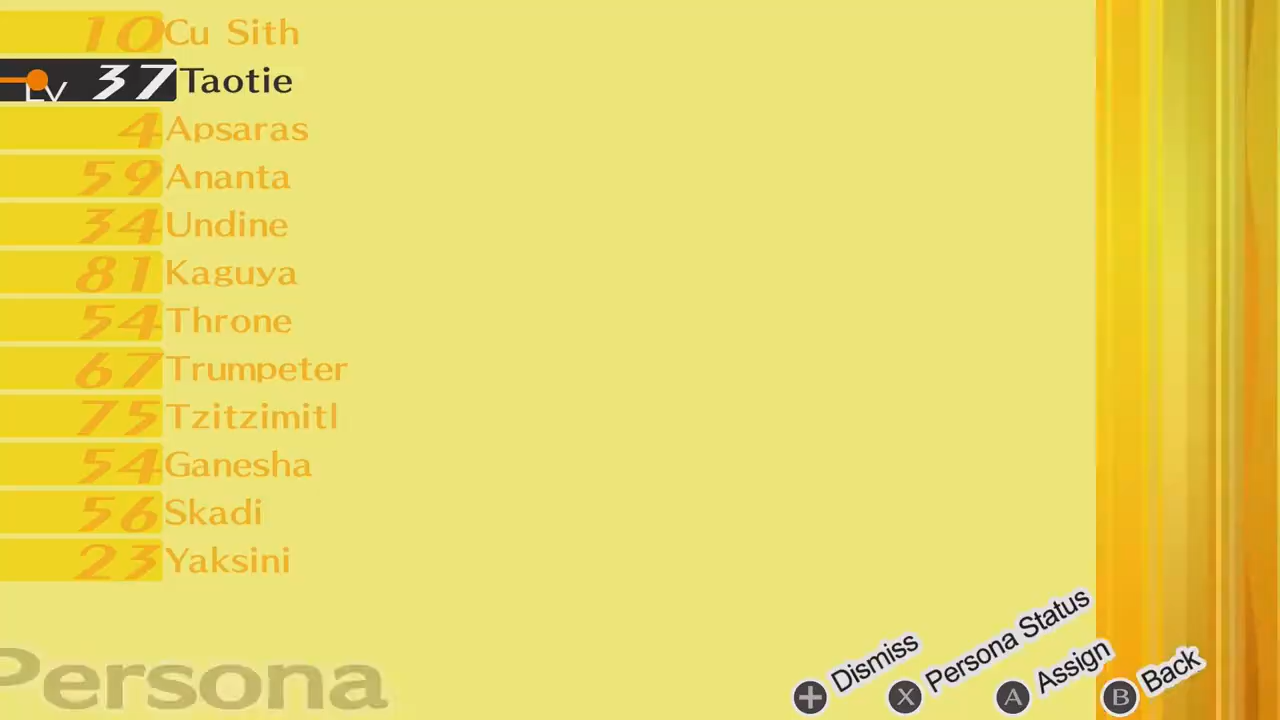 10 Cu Sith
Lv 37 Taotie
4 Apsaras
59 Ananta
34 Undine
81 Kaguya
54 Throne
67 Trumpeter
75 Tzitzimitl
54 Ganesha
56 Skadi
23 Yaksini
Persona
+ Dismiss X Persona Status A Assign B Back